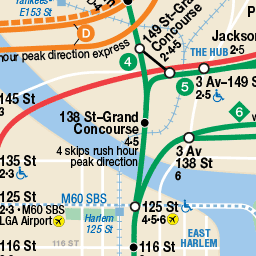 Yankees-
E153 St
D
hour peak direction express
4
149 St–Grand
Concourse
2•4•5
Jackson
THE HUB
3 Av–149 S
2•5
5
145 St
3
138 St–Grand
Concourse
4•5
4 skips rush hour
peak direction
6
3 Av
138 St
6
135 St
2•3
125 St
2•3 • M60 SBS
LGA Airport
M60 SBS
Harlem
125 St
125 St
4•5•6
EAST
HARLEM
116 St
116 ST
116 St